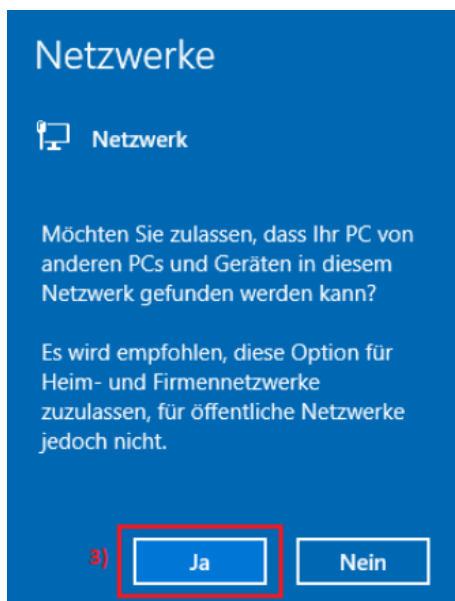 Netzwerke
Netzwerk
Möchten Sie zulassen, dass Ihr PC von
anderen PCs und Geräten in diesem
Netzwerk gefunden werden kann?
Es wird empfohlen, diese Option für
Heim- und Firmennetzwerke
zuzulassen, für öffentliche Netzwerke
jedoch nicht.
3) Ja Nein